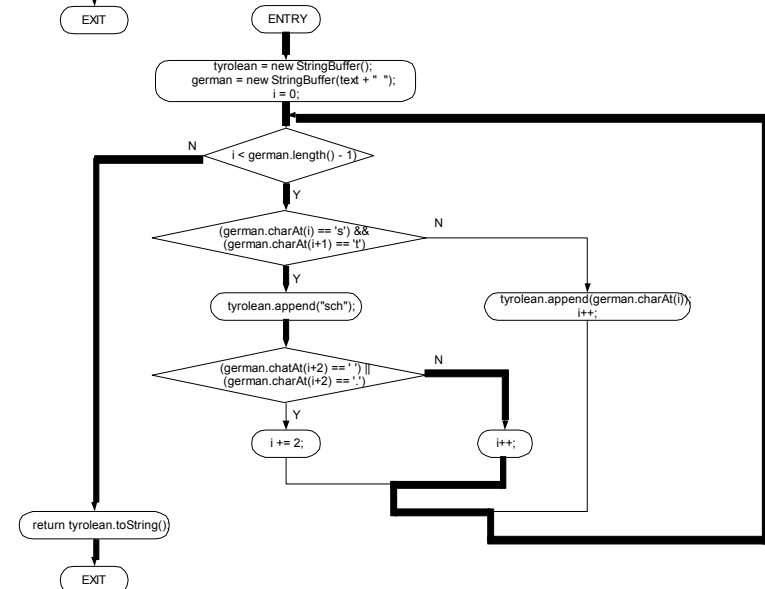 EXIT
ENTRY
tyrolean = new StringBuffer();
german = new StringBuffer(text + "  ");
i = 0;
N
i < german.length() - 1)
Y
(german.charAt(i) == 's') &&
(german.charAt(i+1) == 't')
N
Y
tyrolean.append("sch");
tyrolean.append(german.charAt(i));
i++;
(german.chatAt(i+2) == ' ') ||
(german.charAt(i+2) == '.')
N
Y
i += 2;
i++;
return tyrolean.toString()
EXIT